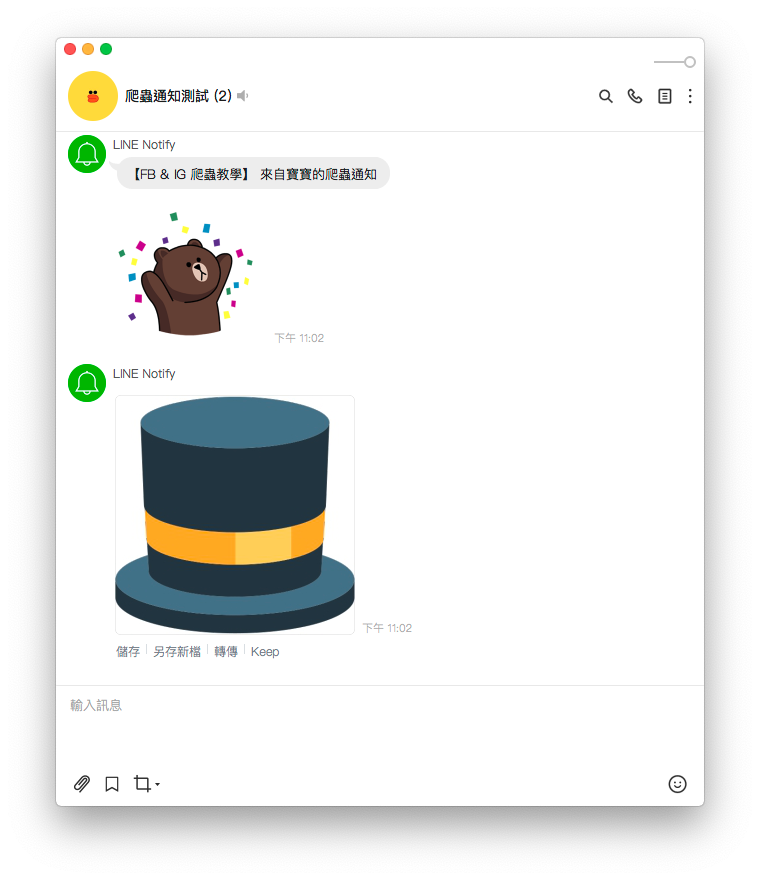 爬蟲通知測試 (2)
LINE Notify
【FB & IG 爬蟲教學】 來自寶寶的爬蟲通知
下午 11:02
LINE Notify
下午 11:02
儲存 | 另存新檔 | 轉傳 | Keep
輸入訊息